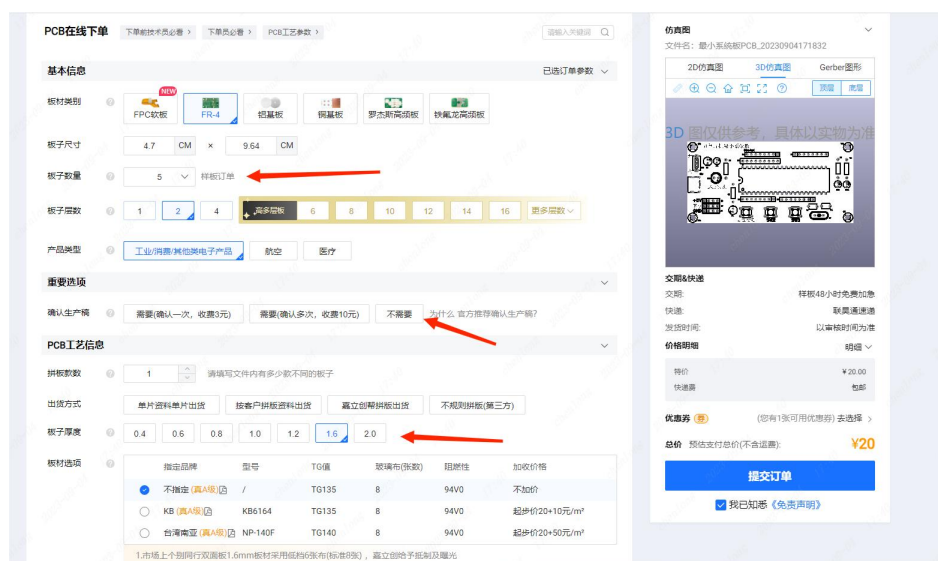 PCB在线下单 下单前技术员必看 > 下单员必看 > PCB工艺参数 > 请输入关键词
基本信息 已选订单参数
板材类别 NEW FPC软板 FR-4 铝基板 铜基板 罗杰斯高频板 铁氟龙高频板
板子尺寸 4.7 CM × 9.64 CM
板子数量 5 样板订单
板子层数 1 2 4 高多层板 6 8 10 12 14 16 更多层数
产品类型 工业/消费/其他类电子产品 航空 医疗
重要选项
确认生产稿 需要(确认一次，收费3元) 需要(确认多次，收费10元) 不需要 为什么 官方推荐确认生产稿?
PCB工艺信息
拼板款数 1 请填写文件内有多少款不同的板子
出货方式 单片资料单片出货 按客户拼版资料出货 嘉立创帮拼版出货 不规则拼版(第三方)
板子厚度 0.4 0.6 0.8 1.0 1.2 1.6 2.0
板材选项 指定品牌 型号 TG值 玻璃布(张数) 阻燃性 加收价格
不指定 (真A级) / TG135 8 94V0 不加价
KB (真A级) KB6164 TG135 8 94V0 起步价20+10元/m²
台湾南亚 (真A级) NP-140F TG140 8 94V0 起步价20+50元/m²
1.市场上个别同行双面板1.6mm板材采用低档6张布(标准8张)，嘉立创给予抵制及曝光
仿真图
文件名：最小系统板PCB_20230904171832
2D仿真图 3D仿真图 Gerber图形
顶层 底层
3D 图仅供参考，具体以实物为准
交期&快递
交期: 样板48小时免费加急
快递: 联昊通速递
发货时间: 以审核时间为准
价格明细 明细
特价 ￥20.00
快递费 包邮
优惠券 券 (您有1张可用优惠券) 去选择 >
总价 预估支付总价(不含运费): ¥20
提交订单
我已知悉《免责声明》